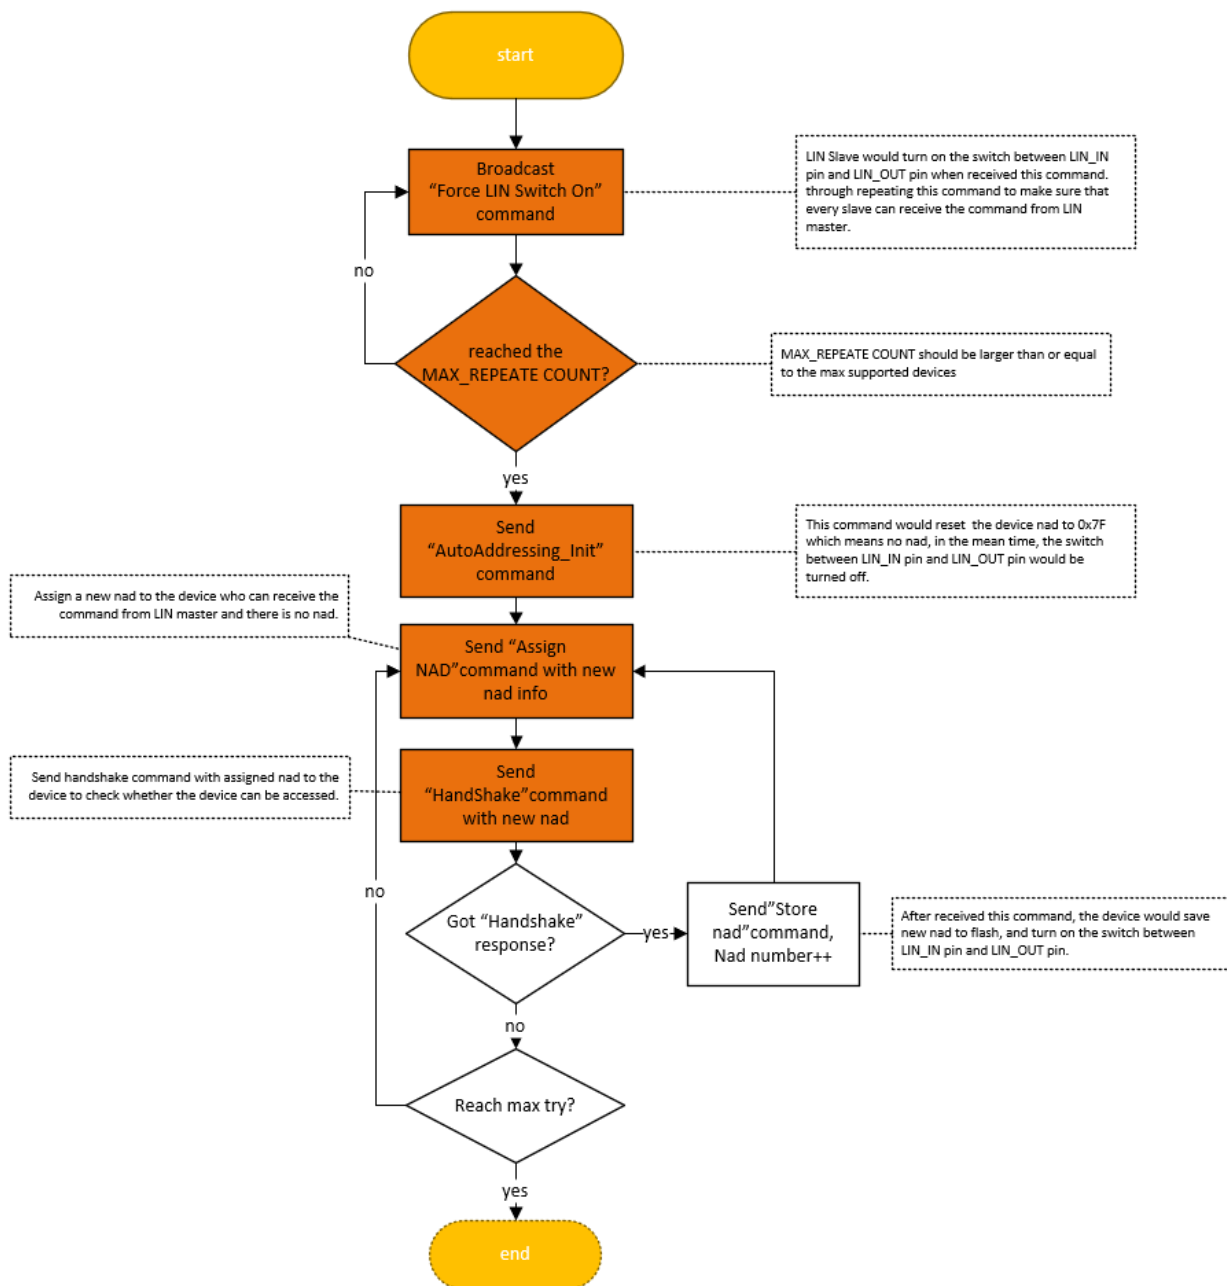 start
Broadcast
“Force LIN Switch On”
command
LIN Slave would turn on the switch between LIN_IN
pin and LIN_OUT pin when received this command.
through repeating this command to make sure that
every slave can receive the command from LIN
master.
no
reached the
MAX_REPEATE COUNT?
MAX_REPEATE COUNT should be larger than or equal
to the max supported devices
yes
Send
“AutoAddressing_Init”
command
This command would reset the device nad to 0x7F
which means no nad, in the mean time, the switch
between LIN_IN pin and LIN_OUT pin would be
turned off.
Assign a new nad to the device who can receive the
command from LIN master and there is no nad.
Send “Assign
NAD”command with new
nad info
Send handshake command with assigned nad to the
device to check whether the device can be accessed.
Send
“HandShake”command
with new nad
no
Got “Handshake”
response?
yes
Send”Store
nad”command,
Nad number++
After received this command, the device would save
new nad to flash, and turn on the switch between
LIN_IN pin and LIN_OUT pin.
no
Reach max try?
yes
end